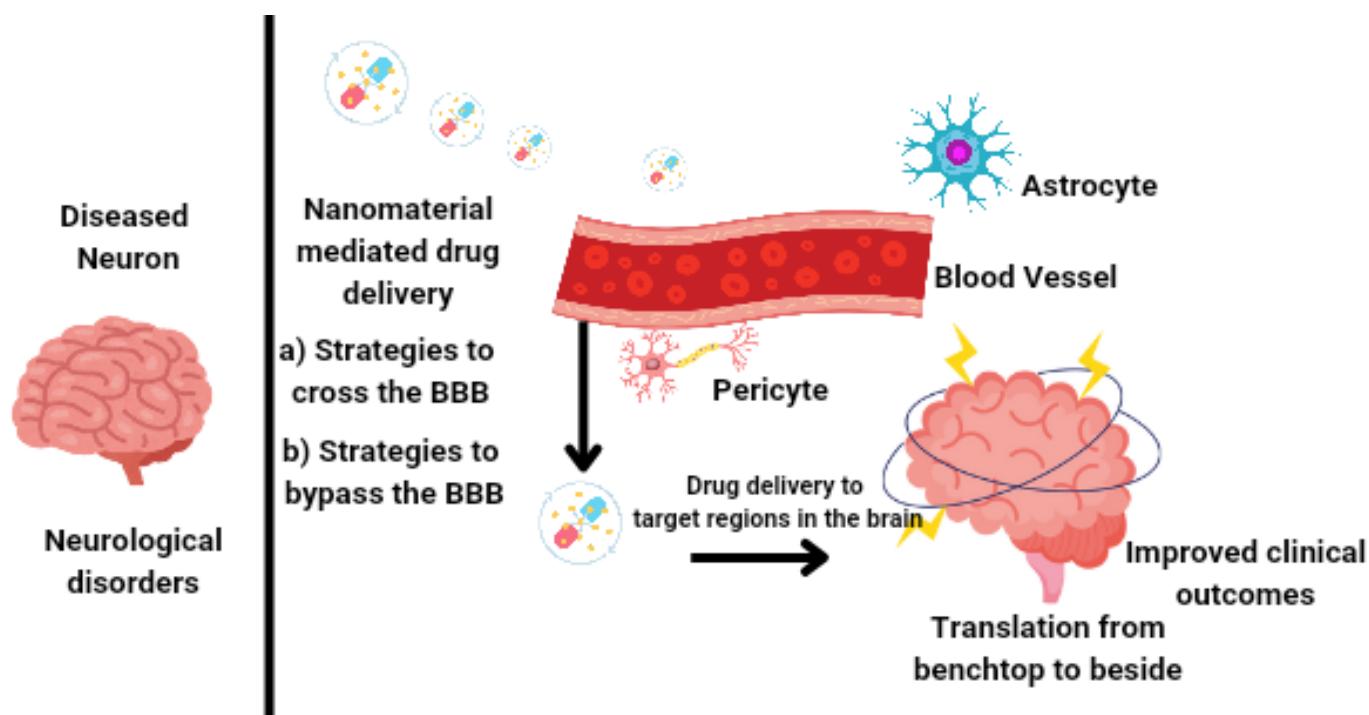 Diseased
Neuron
Neurological
disorders
Nanomaterial
mediated drug
delivery
a) Strategies to
cross the BBB
b) Strategies to
bypass the BBB
Astrocyte
Blood Vessel
Pericyte
Drug delivery to
target regions in the brain
Improved clinical
outcomes
Translation from
benchtop to beside